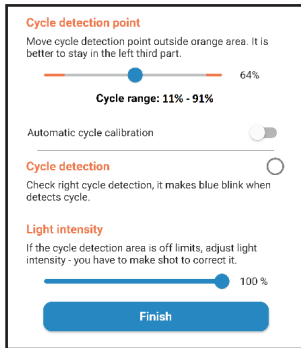 Cycle detection point
Move cycle detection point outside orange area. It is
better to stay in the left third part.
64%
Cycle range: 11% - 91%
Automatic cycle calibration
Cycle detection
Check right cycle detection, it makes blue blink when
detects cycle.
Light intensity
If the cycle detection area is off limits, adjust light
intensity - you have to make shot to correct it.
100 %
Finish